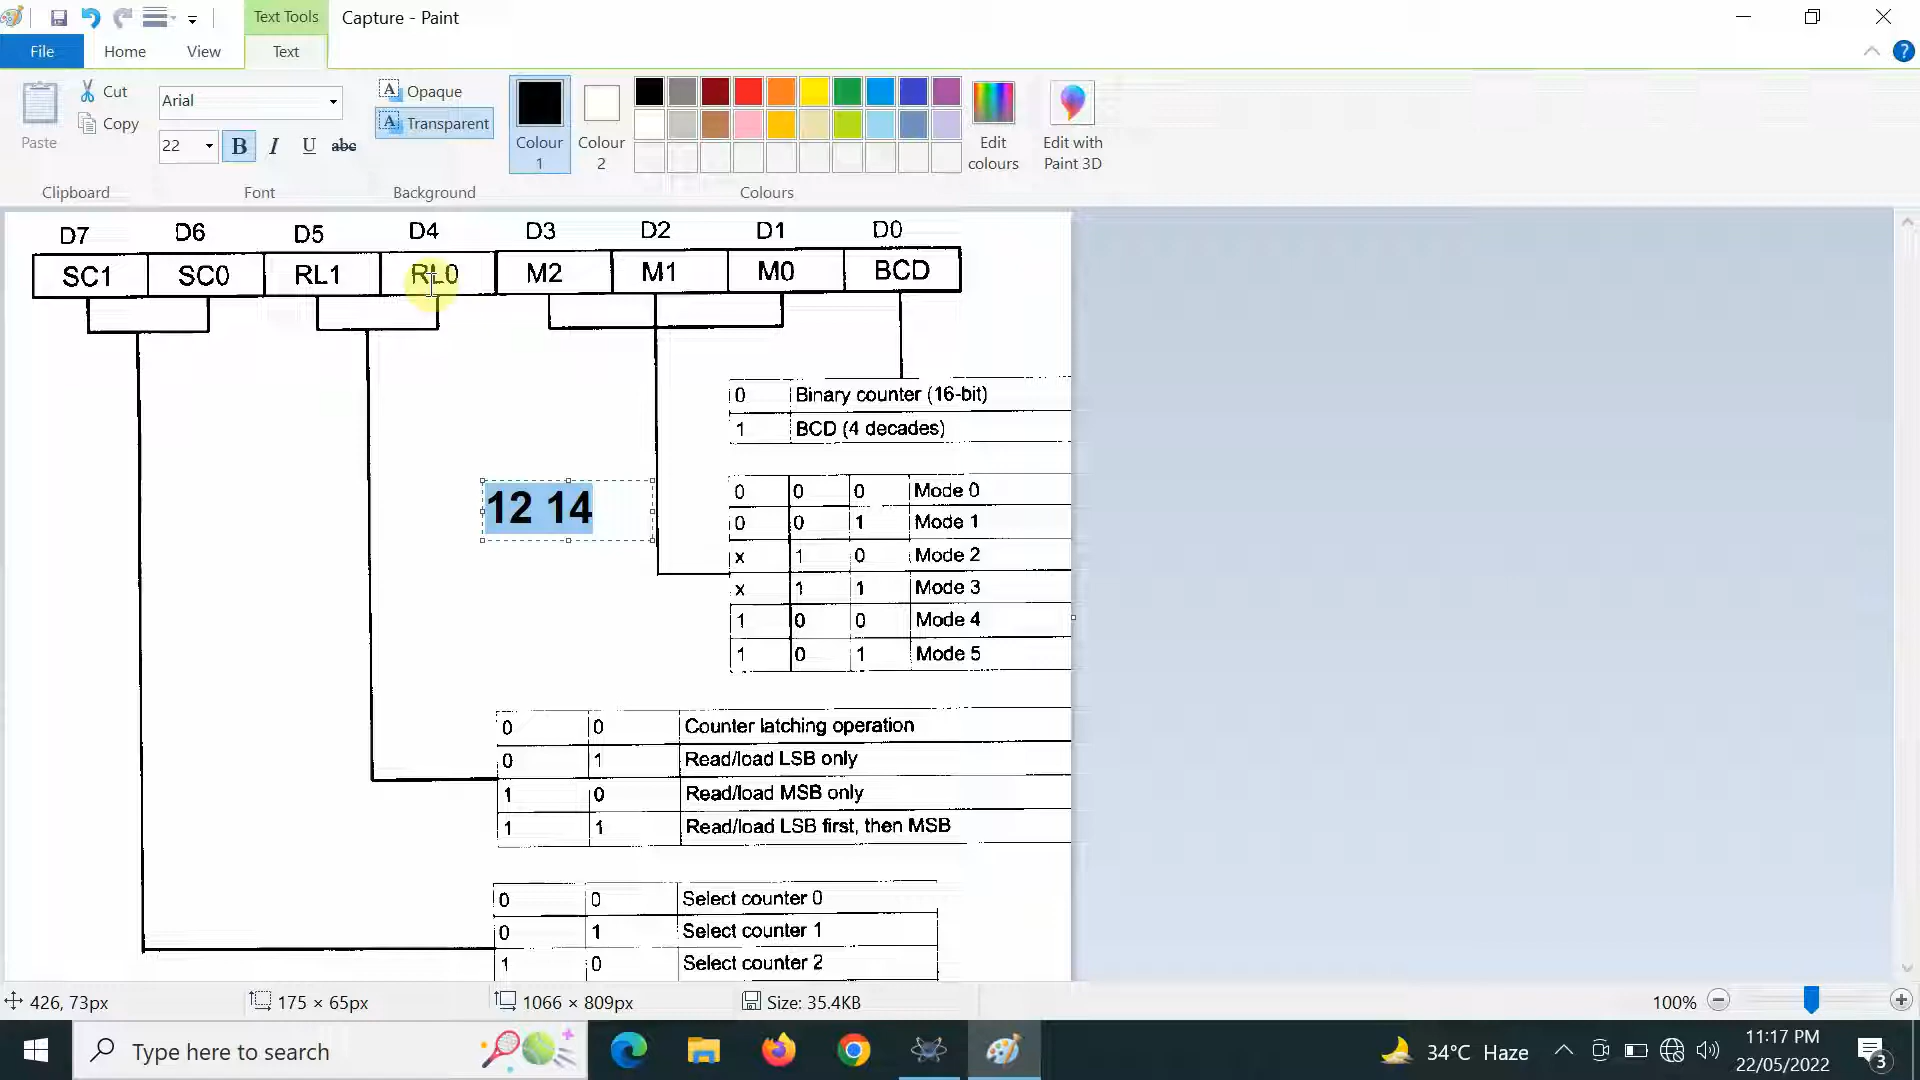 Text Tools
Capture - Paint
File
Home
View
Text
Paste
Cut
Copy
Clipboard
Arial
22
B I U abc
Font
Opaque
Transparent
Background
Colour 1
Colour 2
Colours
Edit colours
Edit with Paint 3D
D7 D6 D5 D4 D3 D2 D1 D0
SC1 SC0 RL1 RL0 M2 M1 M0 BCD
0 Binary counter (16-bit)
1 BCD (4 decades)
12 14
0 0 0 Mode 0
0 0 1 Mode 1
x 1 0 Mode 2
x 1 1 Mode 3
1 0 0 Mode 4
1 0 1 Mode 5
0 0 Counter latching operation
0 1 Read/load LSB only
1 0 Read/load MSB only
1 1 Read/load LSB first, then MSB
0 0 Select counter 0
0 1 Select counter 1
1 0 Select counter 2
426, 73px
175 × 65px
1066 × 809px
Size: 35.4KB
100%
Type here to search
34°C Haze
11:17 PM
22/05/2022
3